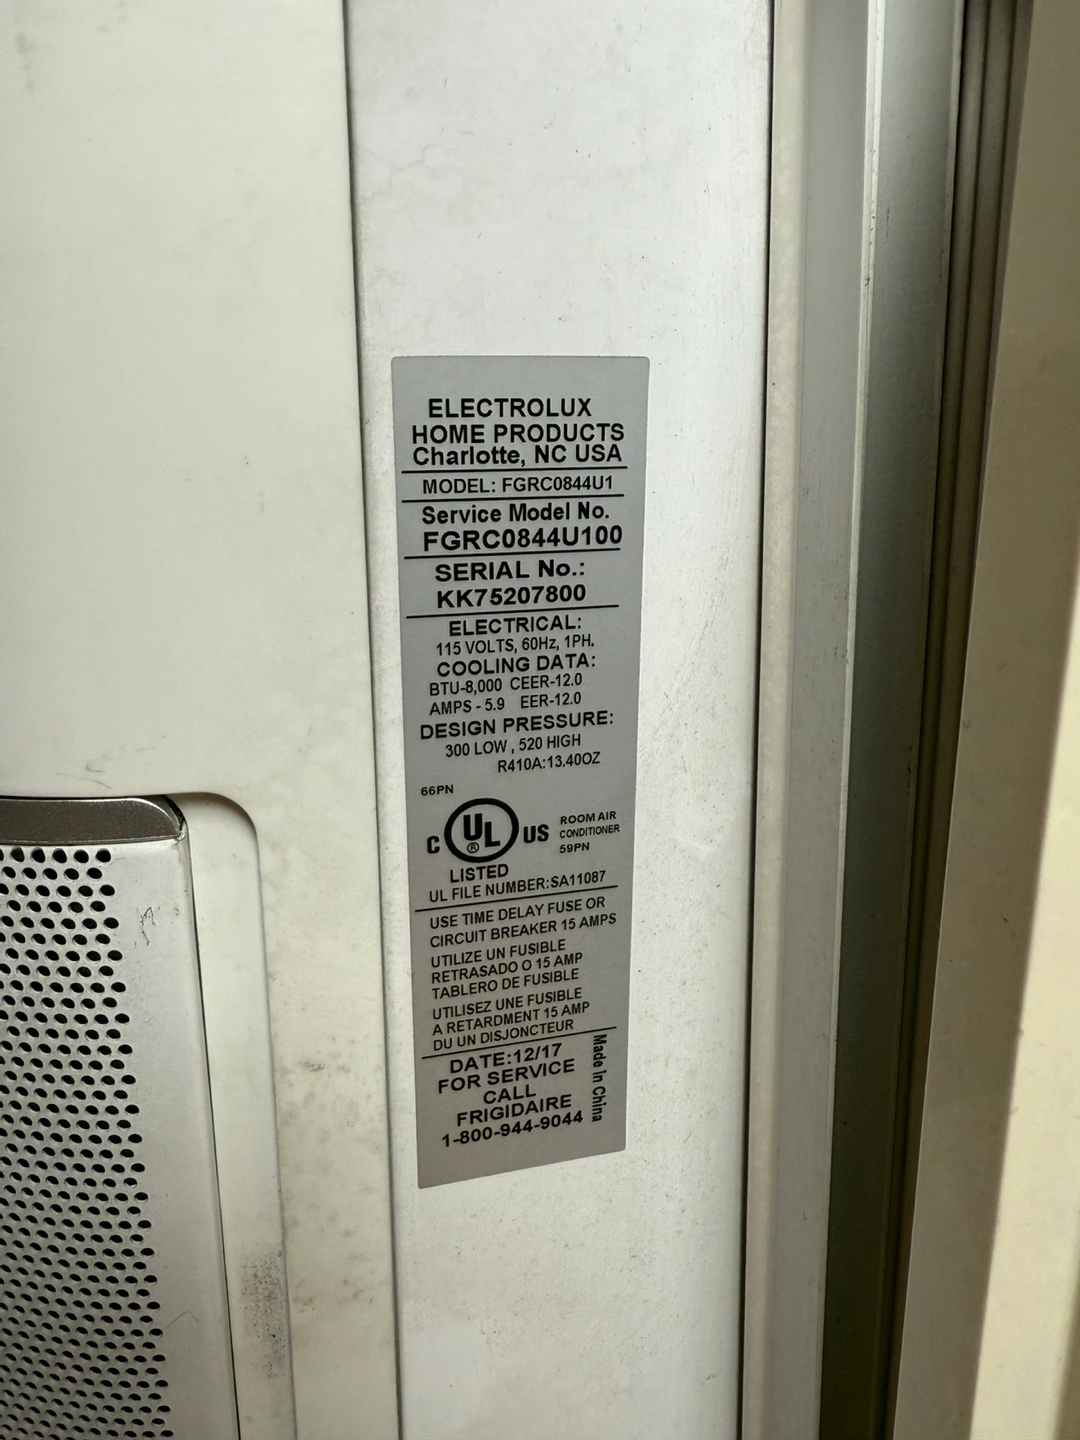 ELECTROLUX
HOME PRODUCTS
Charlotte, NC USA
MODEL: FGRC0844U1
Service Model No.
FGRC0844U100
SERIAL No.:
KK75207800
ELECTRICAL:
115 VOLTS, 60Hz, 1PH.
COOLING DATA:
BTU-8,000 CEER-12.0
AMPS - 5.9 EER-12.0
DESIGN PRESSURE:
300 LOW , 520 HIGH
R410A:13.40OZ
66PN
C UL ® US
LISTED
ROOM AIR
CONDITIONER
59PN
UL FILE NUMBER:SA11087
USE TIME DELAY FUSE OR
CIRCUIT BREAKER 15 AMPS
UTILIZE UN FUSIBLE
RETRASADO O 15 AMP
TABLERO DE FUSIBLE
UTILISEZ UNE FUSIBLE
A RETARDMENT 15 AMP
DU UN DISJONCTEUR
DATE:12/17
FOR SERVICE
CALL
FRIGIDAIRE
1-800-944-9044
Made In China